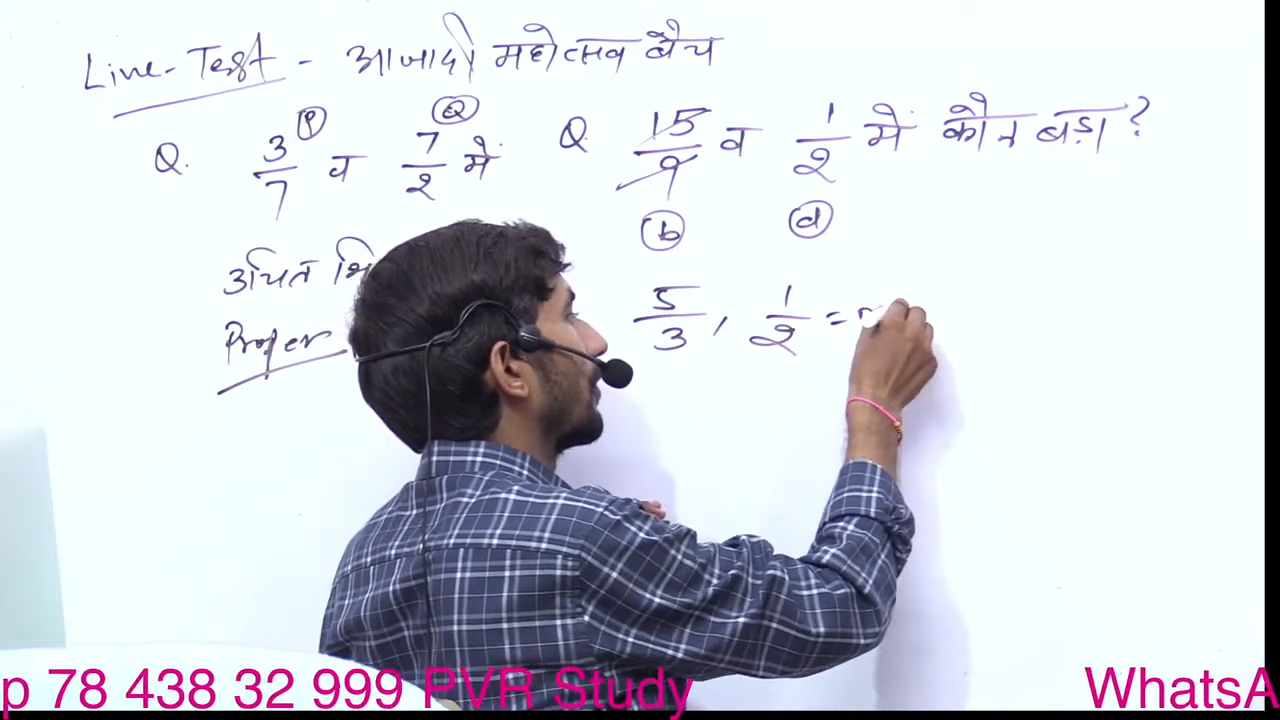 Live-Test - आजादी महोत्सव बैच
Q. 3/7 (P) व 7/2 (Q) में
Q 15/9 (b) व 1/2 (d) में कौन बड़ा?
उचित भि
Proper
5/3, 1/2 =
p 78 438 32 999 PVR Study WhatsA